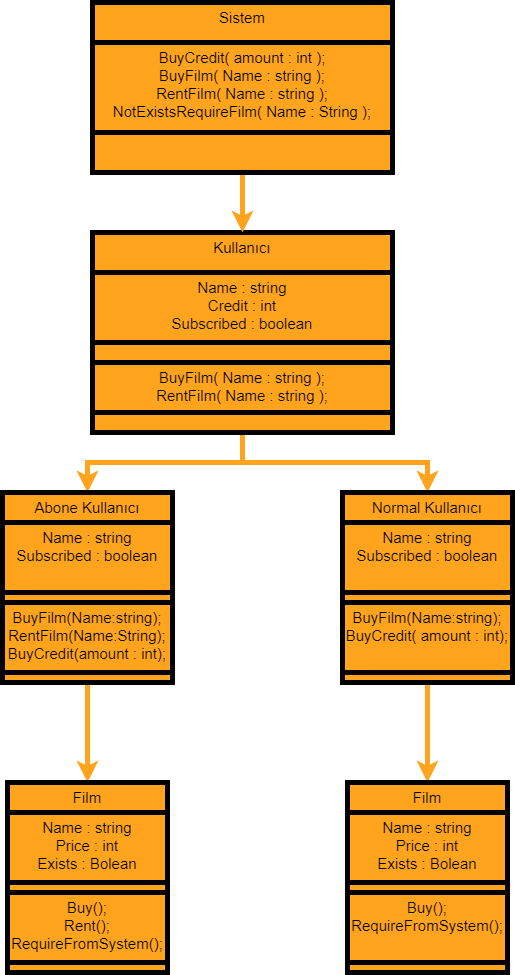 Sistem
BuyCredit( amount : int );
BuyFilm( Name : string );
RentFilm( Name : string );
NotExistsRequireFilm( Name : String );
Kullanıcı
Name : string
Credit : int
Subscribed : boolean
BuyFilm( Name : string );
RentFilm( Name : string );
Abone Kullanıcı
Name : string
Subscribed : boolean
BuyFilm(Name:string);
RentFilm(Name:String);
BuyCredit(amount : int);
Normal Kullanıcı
Name : string
Subscribed : boolean
BuyFilm(Name:string);
BuyCredit( amount : int);
Film
Name : string
Price : int
Exists : Bolean
Buy();
Rent();
RequireFromSystem();
Film
Name : string
Price : int
Exists : Bolean
Buy();
RequireFromSystem();